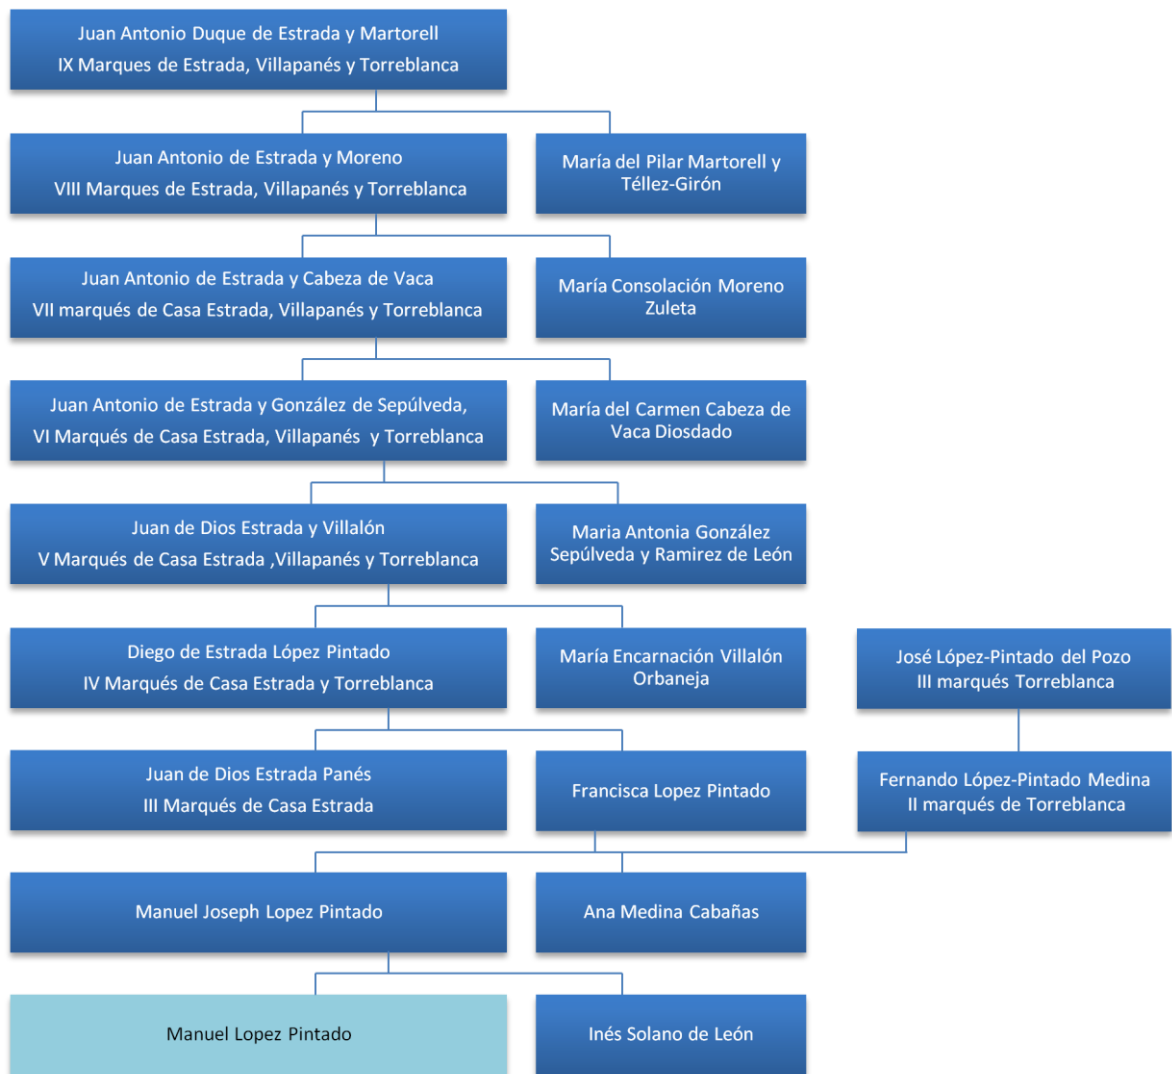 Juan Antonio Duque de Estrada y Martorell
IX Marques de Estrada, Villapanés y Torreblanca
Juan Antonio de Estrada y Moreno
VIII Marques de Estrada, Villapanés y Torreblanca
María del Pilar Martorell y
Téllez-Girón
Juan Antonio de Estrada y Cabeza de Vaca
VII marqués de Casa Estrada, Villapanés y Torreblanca
María Consolación Moreno
Zuleta
Juan Antonio de Estrada y González de Sepúlveda,
VI Marqués de Casa Estrada, Villapanés y Torreblanca
María del Carmen Cabeza de
Vaca Diosdado
Juan de Dios Estrada y Villalón
V Marqués de Casa Estrada ,Villapanés y Torreblanca
Maria Antonia González
Sepúlveda y Ramirez de León
Diego de Estrada López Pintado
IV Marqués de Casa Estrada y Torreblanca
María Encarnación Villalón
Orbaneja
José López-Pintado del Pozo
III marqués Torreblanca
Juan de Dios Estrada Panés
III Marqués de Casa Estrada
Francisca Lopez Pintado
Fernando López-Pintado Medina
II marqués de Torreblanca
Manuel Joseph Lopez Pintado
Ana Medina Cabañas
Manuel Lopez Pintado
Inés Solano de León